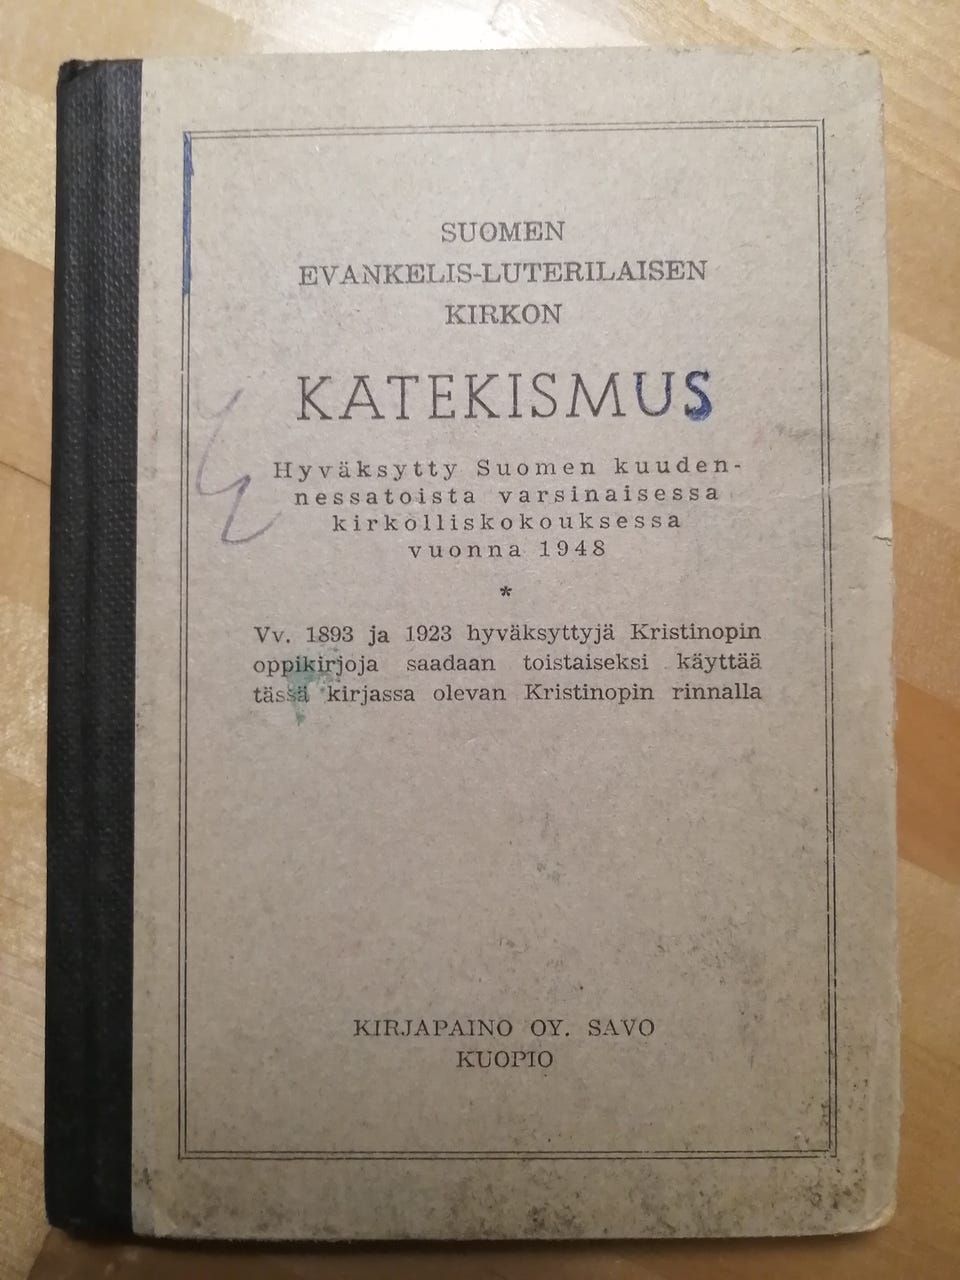 SUOMEN
EVANKELIS-LUTERILAISEN
KIRKON
KATEKISMUS
Hyväksytty Suomen kuuden-
nessatoista varsinaisessa
kirkolliskokouksessa
vuonna 1948
*
Vv. 1893 ja 1923 hyväksyttyjä Kristinopin
oppikirjoja saadaan toistaiseksi käyttää
tässä kirjassa olevan Kristinopin rinnalla
KIRJAPAINO OY. SAVO
KUOPIO